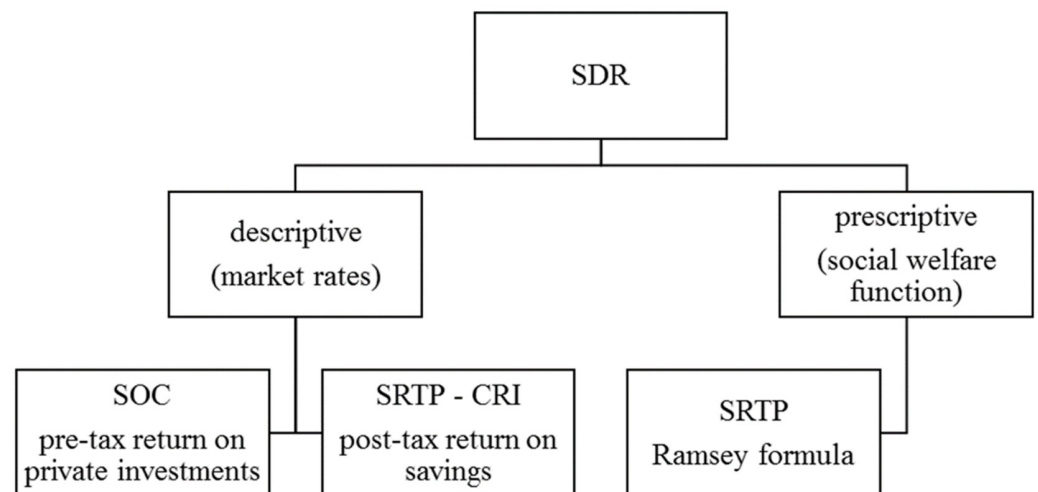 SDR
descriptive
(market rates)
prescriptive
(social welfare
function)
SOC
pre-tax return on
private investments
SRTP - CRI
post-tax return on
savings
SRTP
Ramsey formula